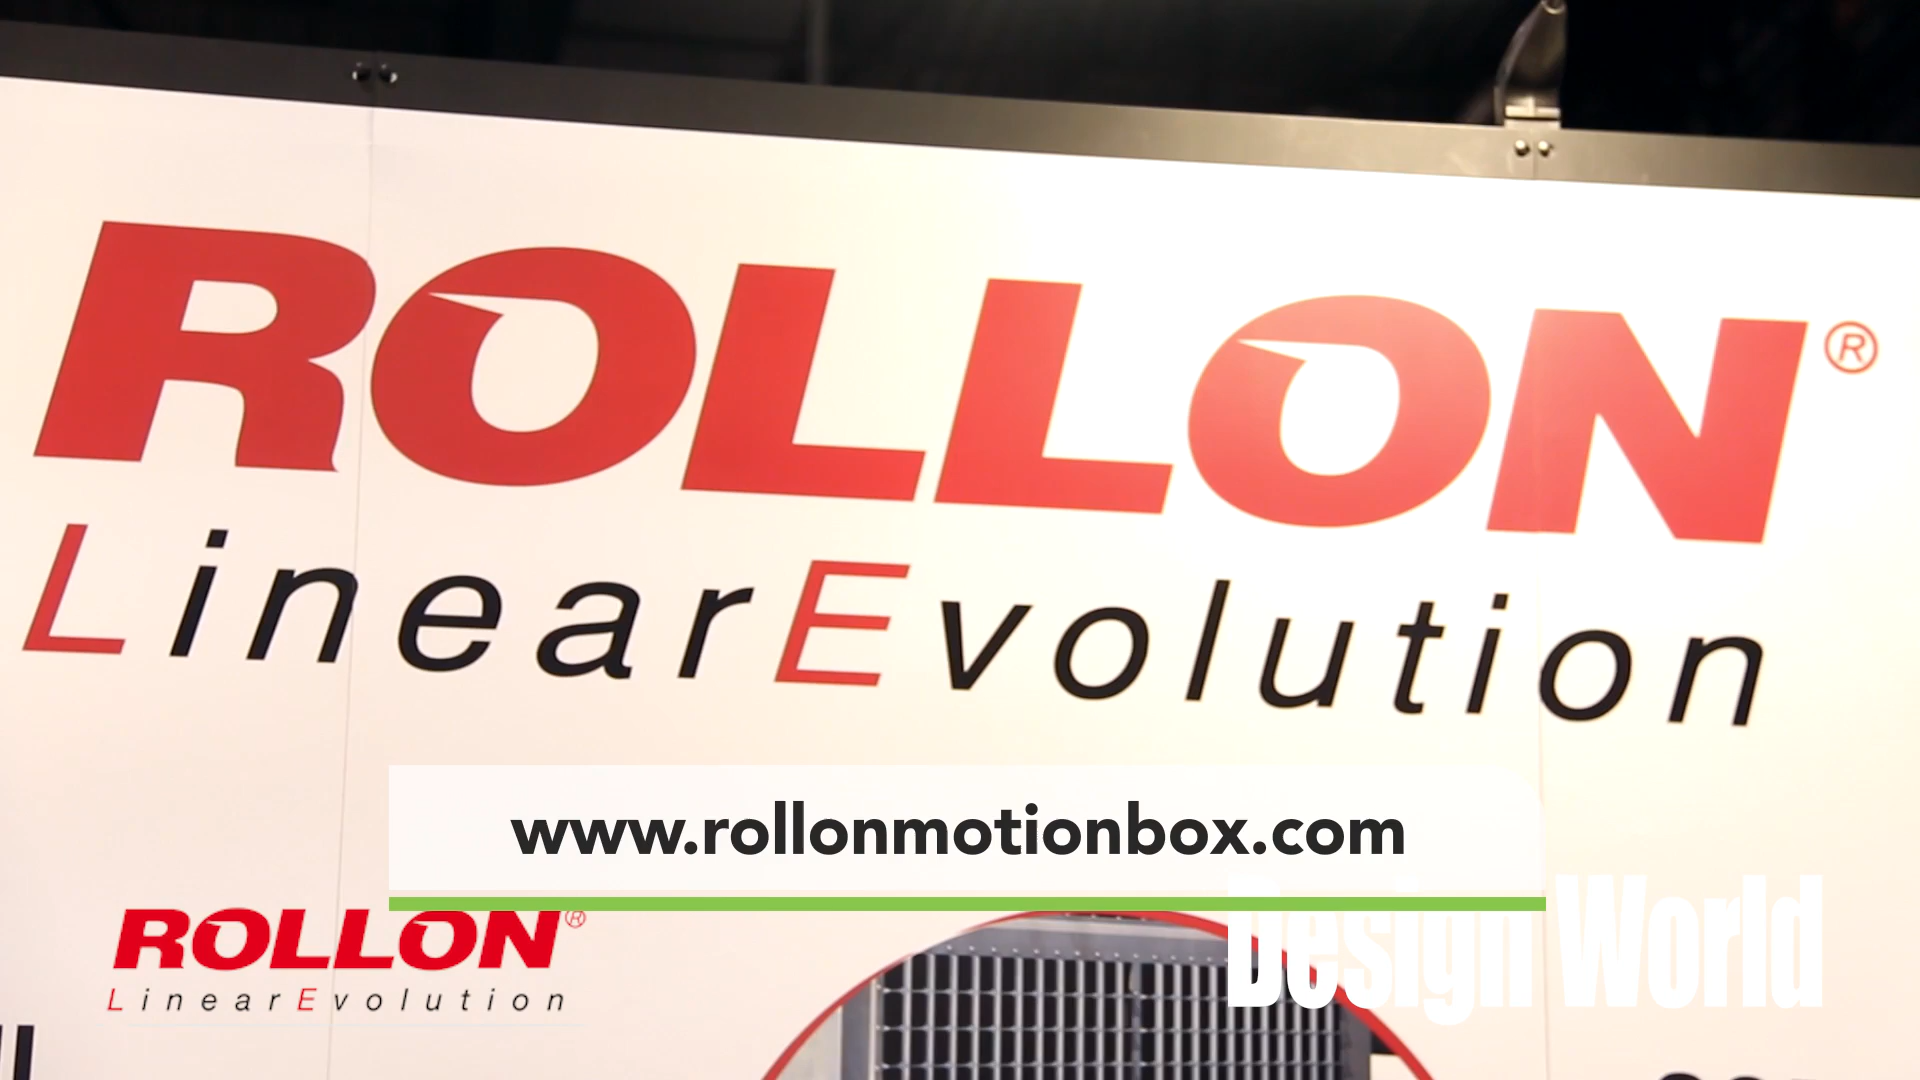 ROLLON®
LinearEvolution
www.rollonmotionbox.com
Design World
ROLLON®
LinearEvolution